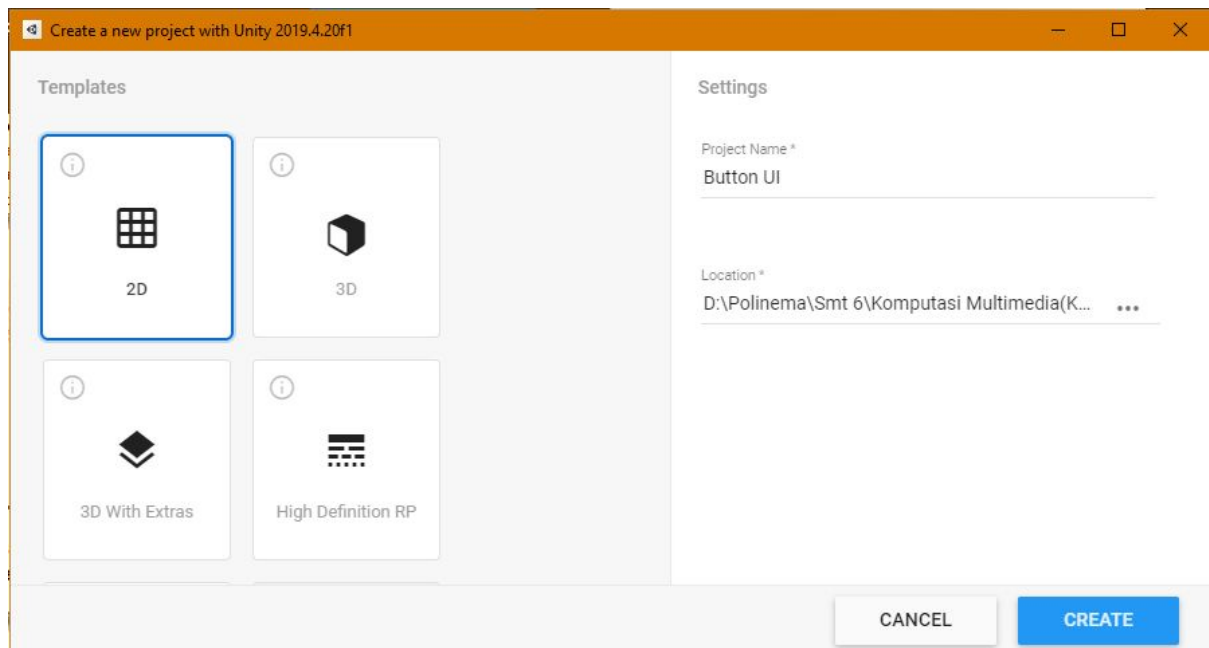 Create a new project with Unity 2019.4.20f1
Templates
Settings
2D
3D
Project Name *
Button UI
Location *
D:\Polinema\Smt 6\Komputasi Multimedia(K...
3D With Extras
High Definition RP
CANCEL
CREATE